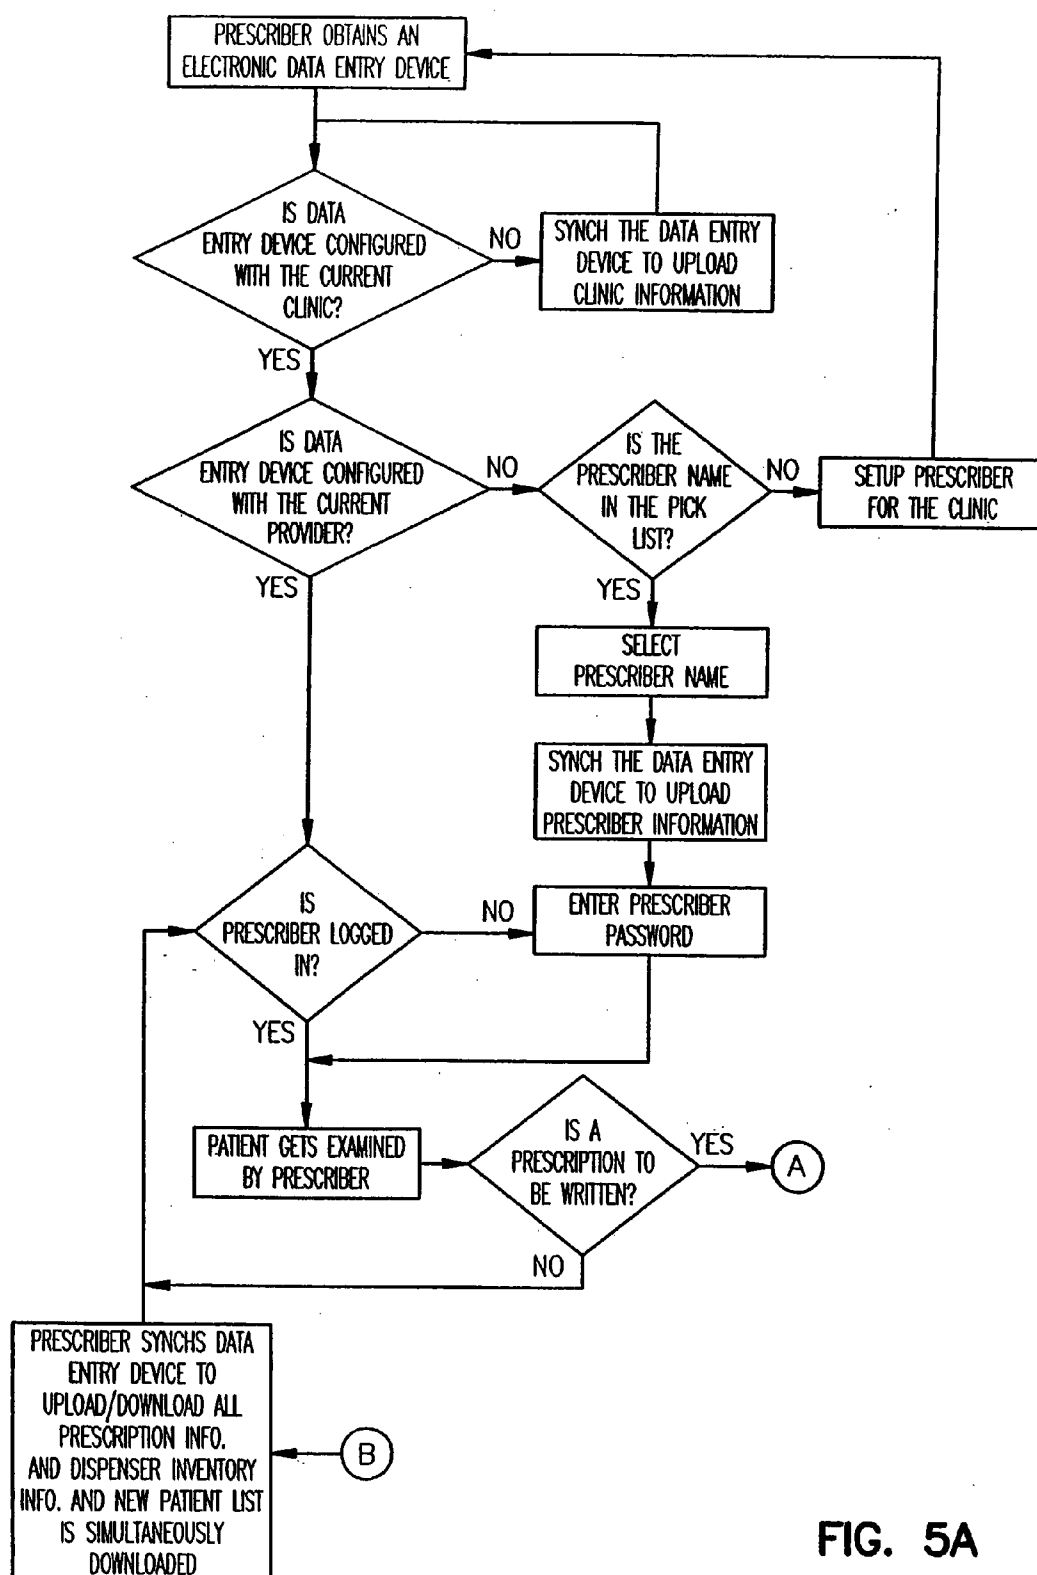 PRESCRIBER OBTAINS AN
ELECTRONIC DATA ENTRY DEVICE
IS DATA
ENTRY DEVICE CONFIGURED
WITH THE CURRENT
CLINIC?
NO
SYNCH THE DATA ENTRY
DEVICE TO UPLOAD
CLINIC INFORMATION
YES
IS DATA
ENTRY DEVICE CONFIGURED
WITH THE CURRENT
PROVIDER?
NO
IS THE
PRESCRIBER NAME
IN THE PICK
LIST?
NO
SETUP PRESCRIBER
FOR THE CLINIC
YES
YES
SELECT
PRESCRIBER NAME
SYNCH THE DATA ENTRY
DEVICE TO UPLOAD
PRESCRIBER INFORMATION
IS
PRESCRIBER LOGGED
IN?
NO
ENTER PRESCRIBER
PASSWORD
YES
PATIENT GETS EXAMINED
BY PRESCRIBER
IS A
PRESCRIPTION TO
BE WRITTEN?
YES
A
NO
PRESCRIBER SYNCHS DATA
ENTRY DEVICE TO
UPLOAD/DOWNLOAD ALL
PRESCRIPTION INFO.
AND DISPENSER INVENTORY
INFO. AND NEW PATIENT LIST
IS SIMULTANEOUSLY
DOWNLOADED
B
FIG. 5A